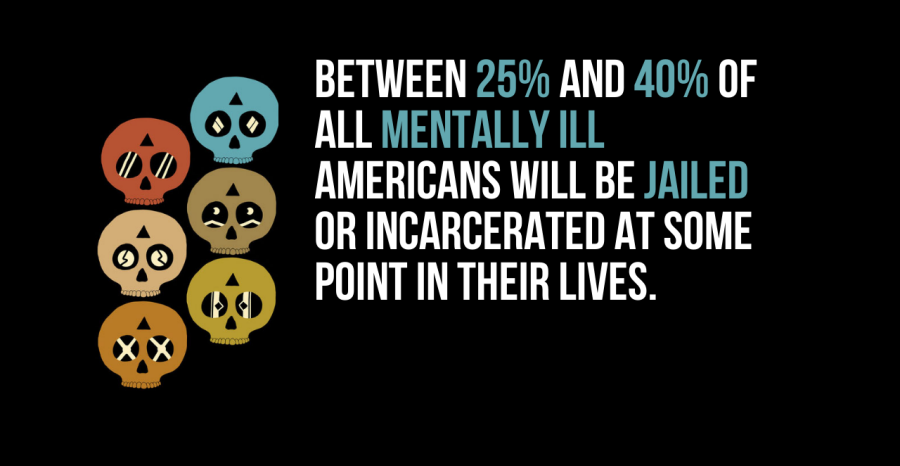 BETWEEN 25% AND 40% OF
ALL MENTALLY ILL
AMERICANS WILL BE JAILED
OR INCARCERATED AT SOME
POINT IN THEIR LIVES.